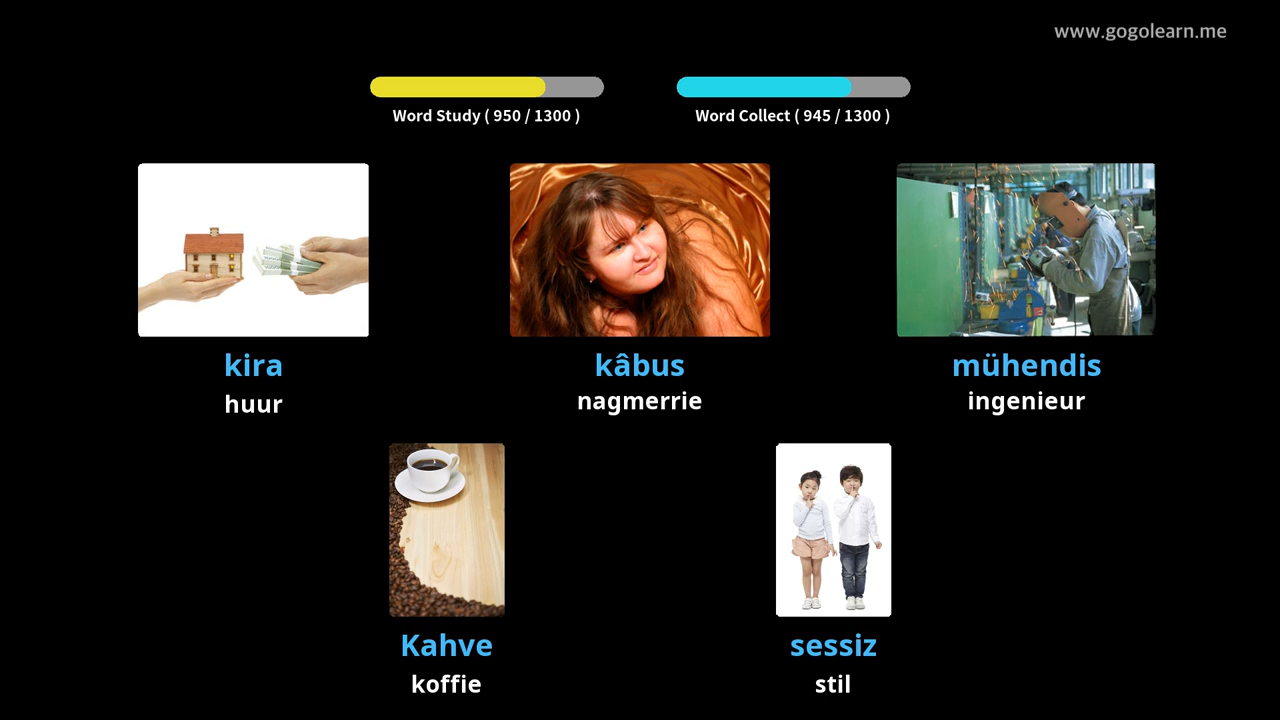 www.gogolearn.me
Word Study ( 950 / 1300 )
Word Collect ( 945 / 1300 )
kira
huur
kâbus
nagmerrie
mühendis
ingenieur
Kahve
koffie
sessiz
stil